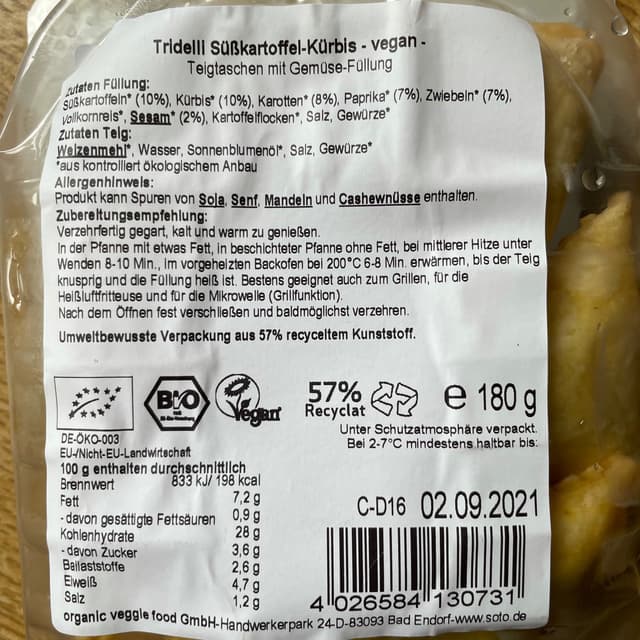 Tridelli Süßkartoffel-Kürbis - vegan -
Teigtaschen mit Gemüse-Füllung
Zutaten Füllung:
Süßkartoffeln* (10%), Kürbis* (10%), Karotten* (8%), Paprika* (7%), Zwiebeln* (7%),
Vollkornreis*, Sesam* (2%), Kartoffelflocken*, Salz, Gewürze*
Zutaten Teig:
Weizenmehl*, Wasser, Sonnenblumenöl*, Salz, Gewürze*
*aus kontrolliert ökologischem Anbau
Allergenhinweis:
Produkt kann Spuren von Soja, Senf, Mandeln und Cashewnüsse enthalten.
Zubereitungsempfehlung:
Verzehrfertig gegart, kalt und warm zu genießen.
In der Pfanne mit etwas Fett, in beschichteter Pfanne ohne Fett, bei mittlerer Hitze unter
Wenden 8-10 Min., im vorgeheizten Backofen bei 200°C 6-8 Min. erwärmen, bis der Teig
knusprig und die Füllung heiß ist. Bestens geeignet auch zum Grillen, für die
Heißluftfritteuse und für die Mikrowelle (Grillfunktion).
Nach dem Öffnen fest verschließen und baldmöglichst verzehren.
Umweltbewusste Verpackung aus 57% recyceltem Kunststoff.
BIO
Vegan
57%
Recyclat
e 180 g
DE-ÖKO-003
EU-/Nicht-EU-Landwirtschaft
Unter Schutzatmosphäre verpackt.
Bei 2-7°C mindestens haltbar bis:
C-D16 02.09.2021
100 g enthalten durchschnittlich
Brennwert 833 kJ/ 198 kcal
Fett 7,2 g
- davon gesättigte Fettsäuren 0,9 g
Kohlenhydrate 28 g
- davon Zucker 3,6 g
Ballaststoffe 2,6 g
Eiweiß 4,7 g
Salz 1,2 g
4 026584 130731
organic veggie food GmbH-Handwerkerpark 24-D-83093 Bad Endorf-www.soto.de